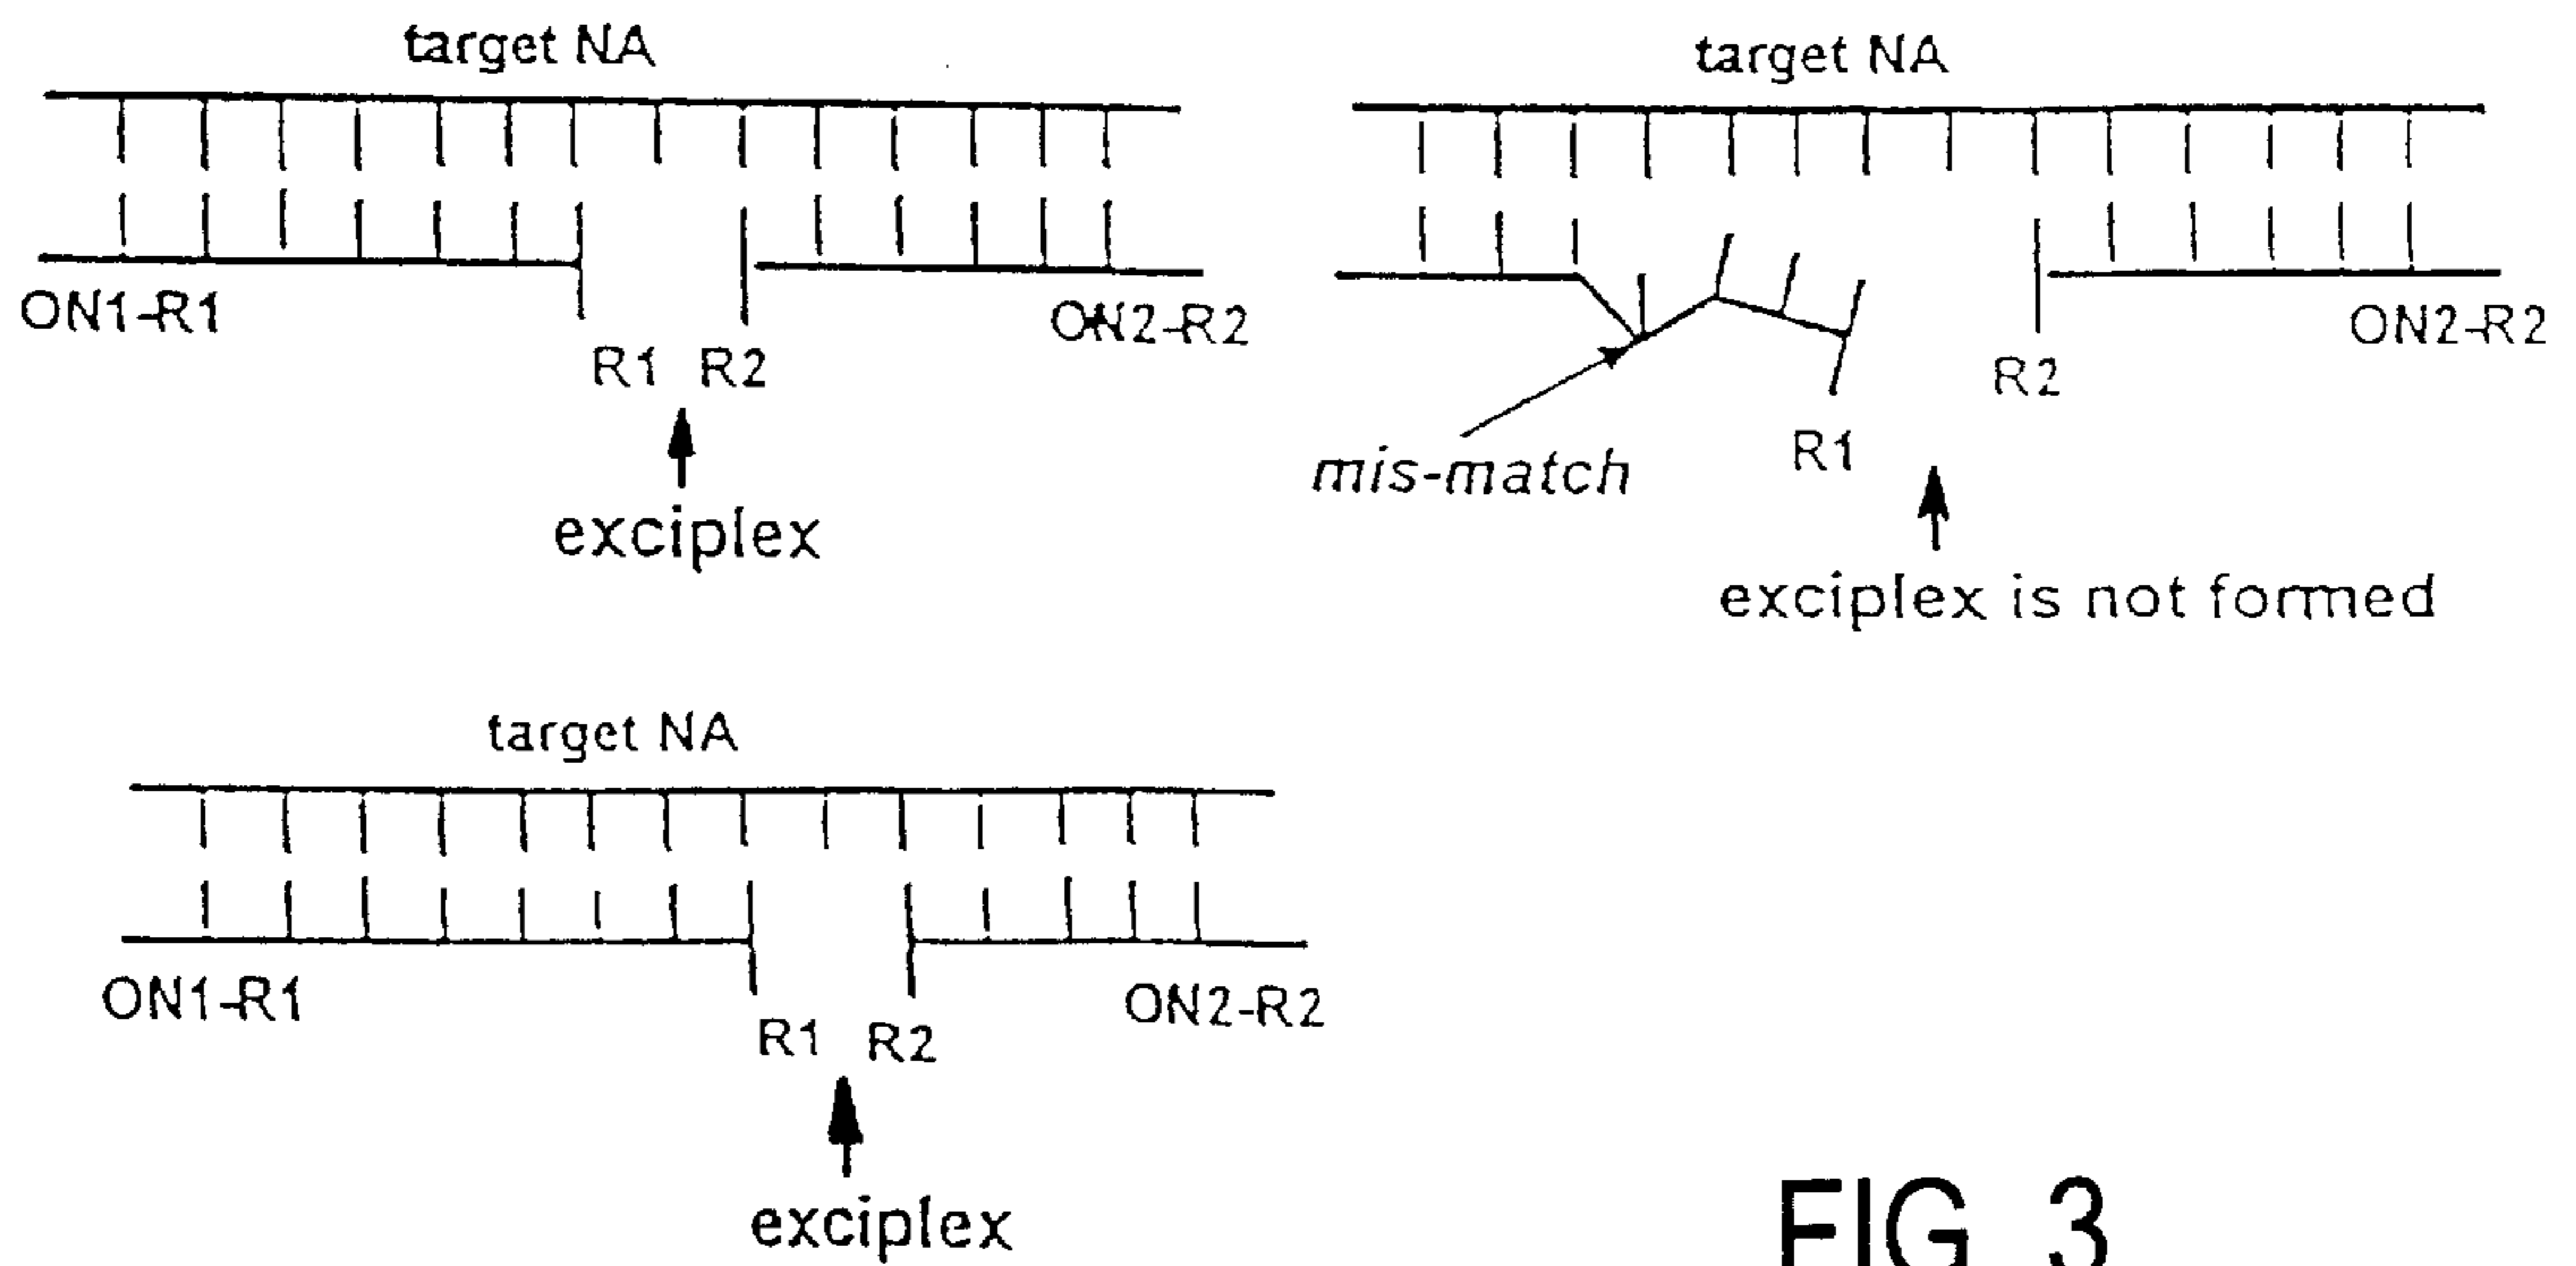 target NA
ON1-R1
R1 R2
ON2-R2
exciplex
target NA
mis-match
R1
R2
ON2-R2
exciplex is not formed
target NA
ON1-R1
R1 R2
ON2-R2
exciplex
FIG 3